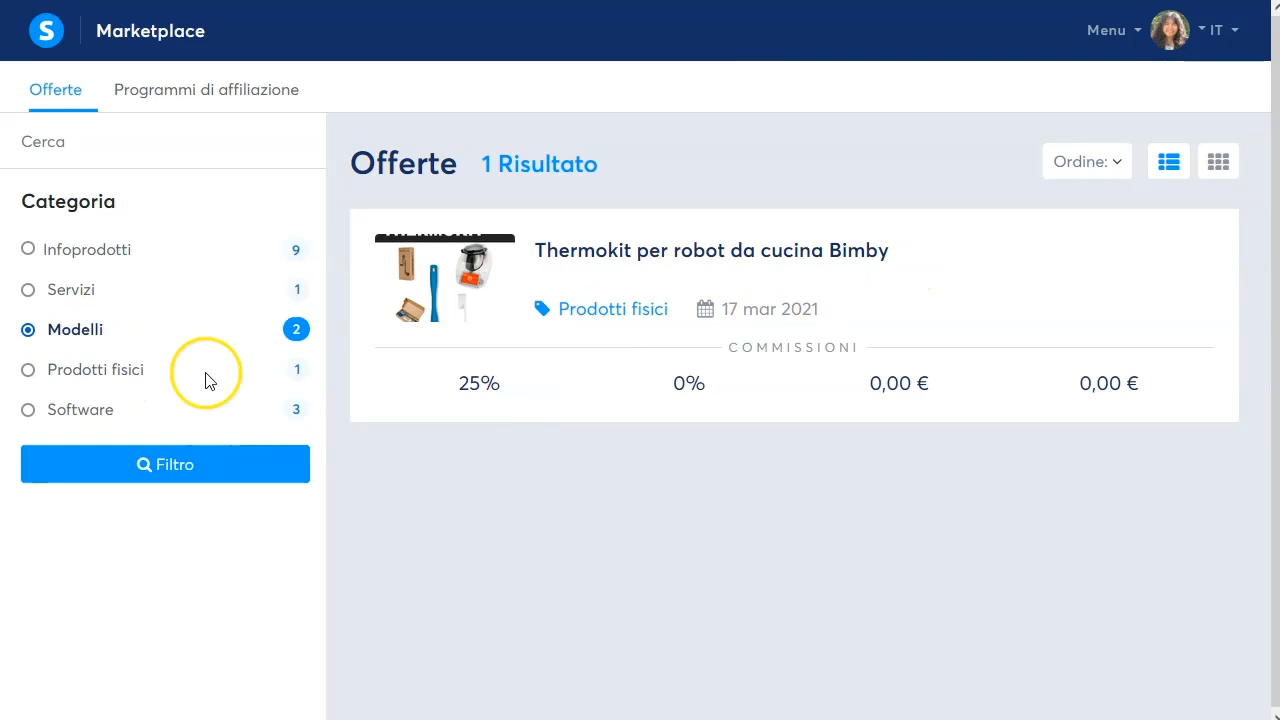 S Marketplace
Menu IT
Offerte Programmi di affiliazione
Cerca
Categoria
Infoprodotti 9
Servizi 1
Modelli 2
Prodotti fisici 1
Software 3
Filtro
Offerte 1 Risultato
Ordine:
Thermokit per robot da cucina Bimby
Prodotti fisici 17 mar 2021
COMMISSIONI
25% 0% 0,00 € 0,00 €